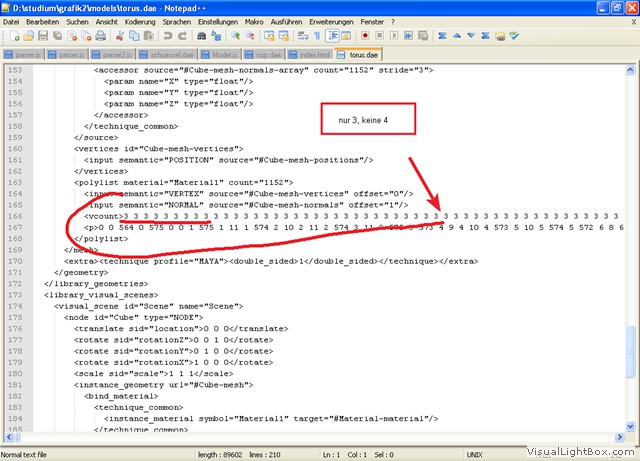 D:\studium\grafik2\models\torus.dae - Notepad++
Datei Bearbeiten Suchen Ansicht Kodierung Sprachen Einstellungen Makro Ausführen Erweiterungen Fenster ?
parser.js parser.js parser2.js schuessel.dae Model.js cup.dae index.html torus.dae
153 <accessor source="#Cube-mesh-normals-array" count="1152" stride="3">
154 <param name="X" type="float"/>
155 <param name="Y" type="float"/>
156 <param name="Z" type="float"/>
157 </accessor>
158 </technique_common>
159 </source>
160 <vertices id="Cube-mesh-vertices">
161 <input semantic="POSITION" source="#Cube-mesh-positions"/>
162 </vertices>
163 <polylist material="Material1" count="1152">
164 <input semantic="VERTEX" source="#Cube-mesh-vertices" offset="0"/>
165 <input semantic="NORMAL" source="#Cube-mesh-normals" offset="1"/>
166 <vcount>3 3 3 3 3 3 3 3 3 3 3 3 3 3 3 3 3 3 3 3 3 3 3 3 3 3 3 3 3 3 3 3 3 3 3 3 3 3 3 3 3 3 3 3 3 3 3 3 3
167 <p>0 0 564 0 575 0 0 1 575 1 11 1 574 2 10 2 11 2 574 3 11 3 575 3 573 4 9 4 10 4 573 5 10 5 574 5 572 6 8 6
168 </polylist>
169 </mesh>
170 <extra><technique profile="MAYA"><double_sided>1</double_sided></technique></extra>
171 </geometry>
172 </library_geometries>
173 <library_visual_scenes>
174 <visual_scene id="Scene" name="Scene">
175 <node id="Cube" type="NODE">
176 <translate sid="location">0 0 0</translate>
177 <rotate sid="rotationZ">0 0 1 0</rotate>
178 <rotate sid="rotationY">0 1 0 0</rotate>
179 <rotate sid="rotationX">1 0 0 0</rotate>
180 <scale sid="scale">1 1 1</scale>
181 <instance_geometry url="#Cube-mesh">
182 <bind_material>
183 <technique_common>
184 <instance_material symbol="Material1" target="#Material-material"/>
185 </technique_common>
nur 3, keine 4
Normal text file length : 89602 lines : 210 Ln : 1 Col : 1 Sel : 0 UNIX
VisualLightBox.com